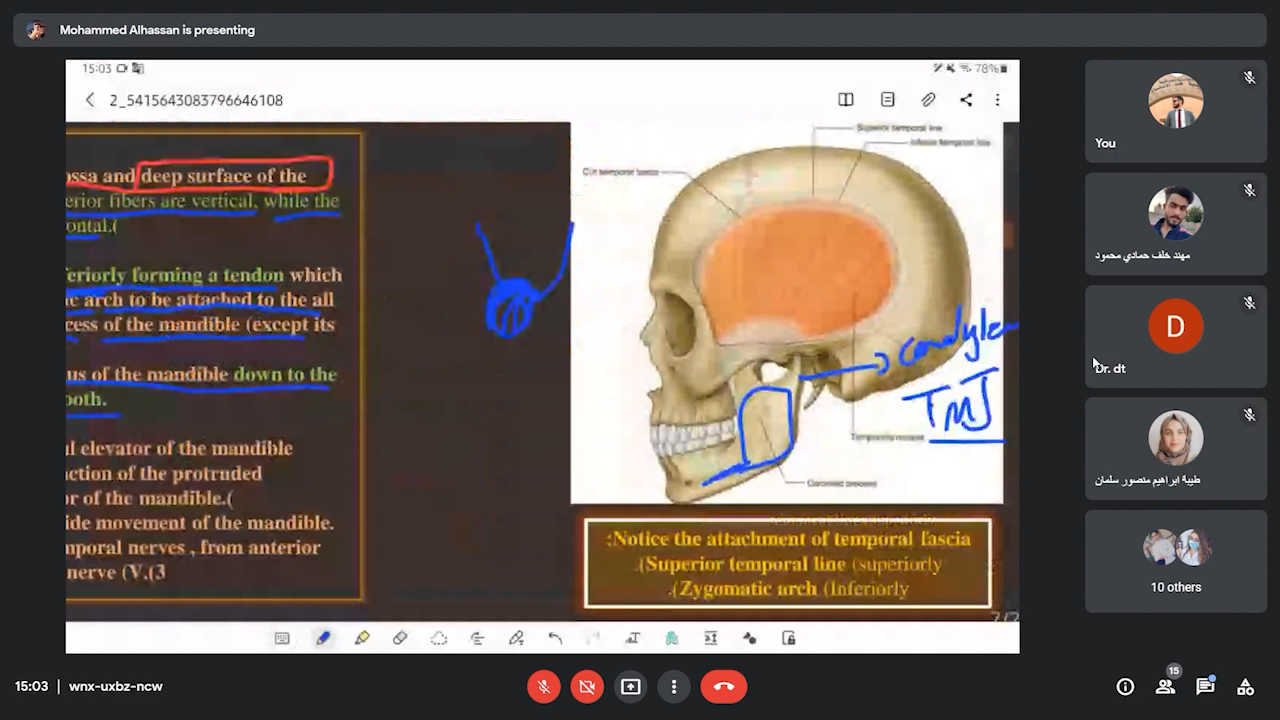 Mohammed Alhassan is presenting
15:03
78%
2_5415643083796646108
ossa and deep surface of the
erior fibers are vertical, while the
ontal.(
feriorly forming a tendon which
arch to be attached to the all
cess of the mandible (except its
us of the mandible down to the
ooth.
al elevator of the mandible
action of the protruded
or of the mandible.(
ide movement of the mandible.
mporal nerves , from anterior
nerve (V.(3
Superior temporal line
Inferior temporal line
Cut temporal fascia
Condyle
TMJ
Temporalis muscle
Coronoid process
:Notice the attachment of temporal fascia
.(Superior temporal line (superiorly
.(Zygomatic arch (Inferiorly
You
مهند خلف حمادي محمود
D
Dr. dt
طيبة ابراهيم منصور سلمان
10 others
15:03 | wnx-uxbz-ncw
15